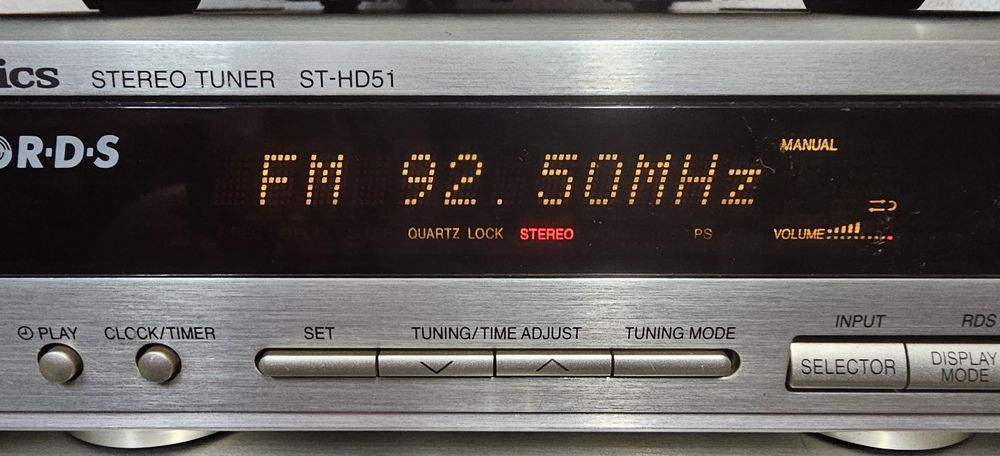 ics STEREO TUNER ST-HD51
R·D·S
MANUAL
FM 92.50MHz
QUARTZ LOCK STEREO PS VOLUME
PLAY CLOCK/TIMER SET TUNING/TIME ADJUST TUNING MODE INPUT RDS
SELECTOR DISPLAY
MODE